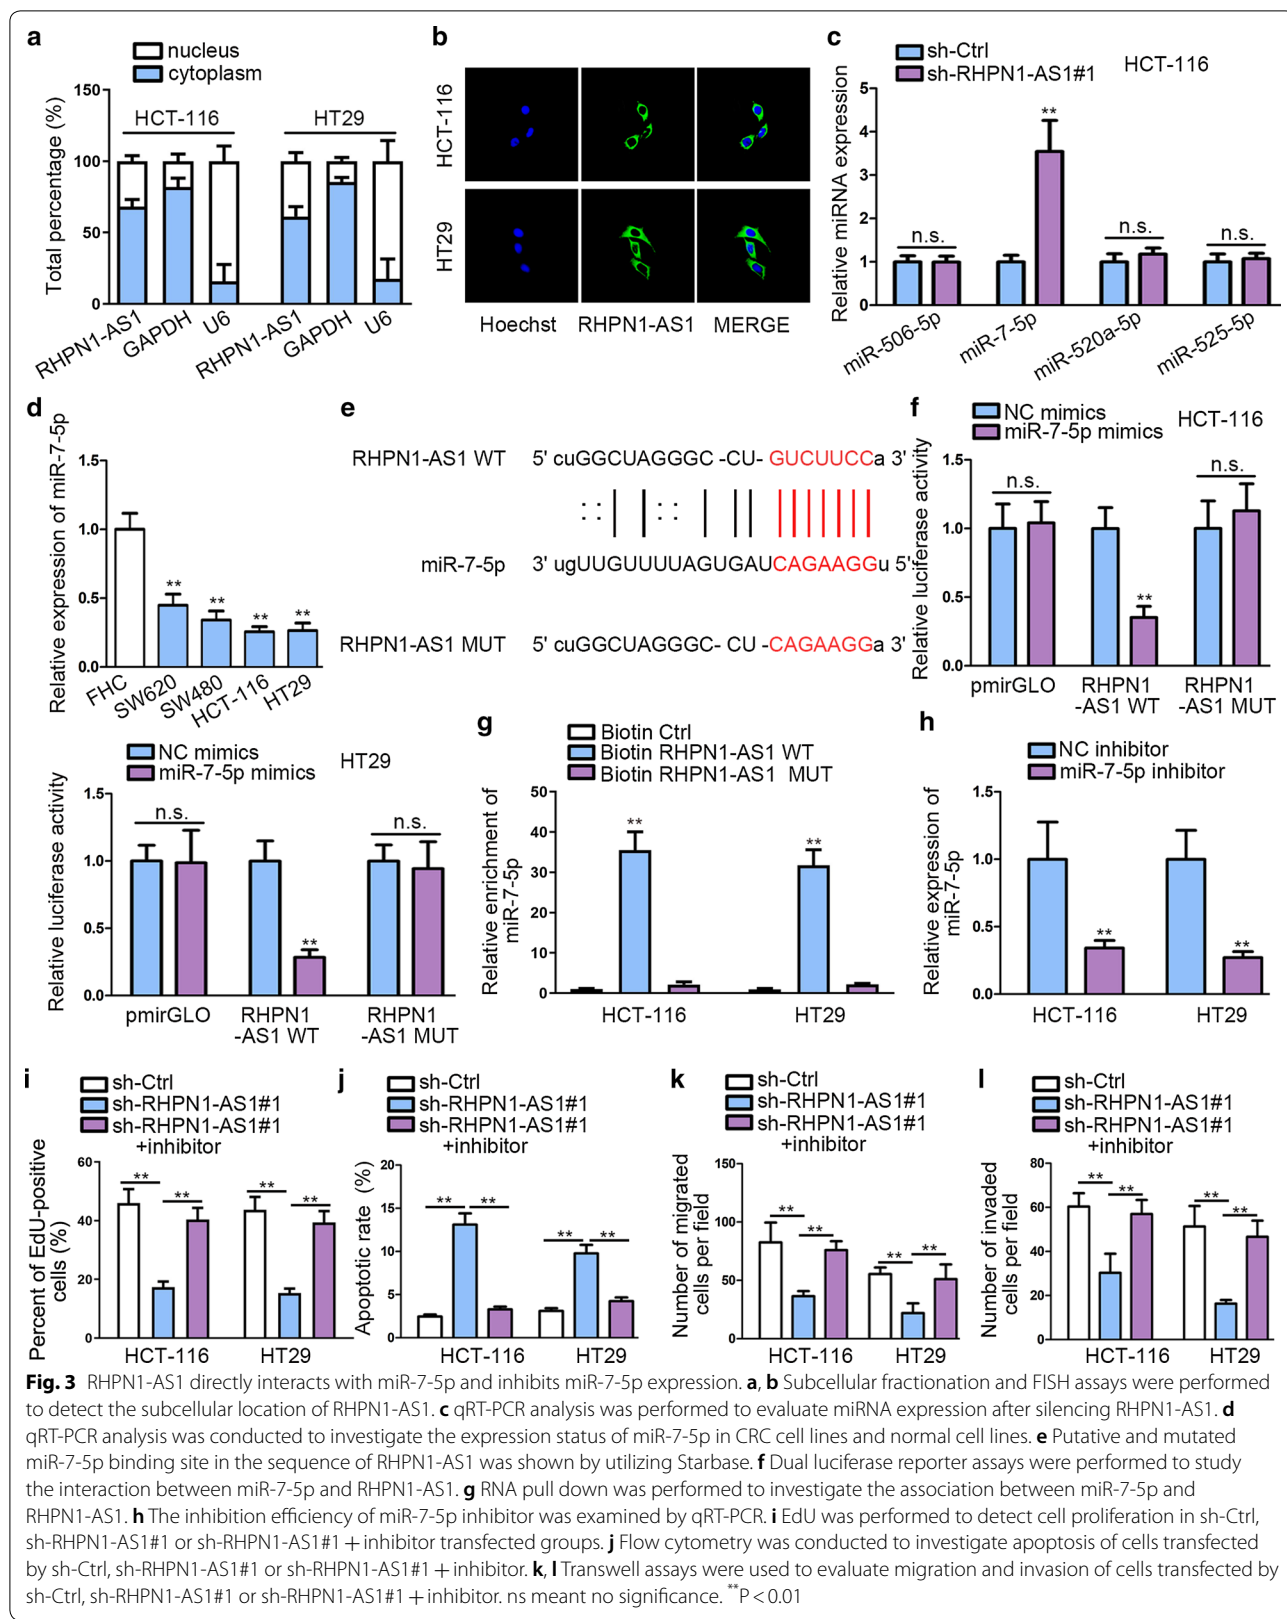 a
nucleus
cytoplasm
Total percentage (%)
150
100
50
0
HCT-116
HT29
RHPN1-AS1
GAPDH
U6
RHPN1-AS1
GAPDH
U6
b
HCT-116
HT29
Hoechst
RHPN1-AS1
MERGE
c
sh-Ctrl
sh-RHPN1-AS1#1
HCT-116
Relative miRNA expression
5
4
3
2
1
0
n.s.
**
n.s.
n.s.
miR-506-5p
miR-7-5p
miR-520a-5p
miR-525-5p
d
Relative expression of miR-7-5p
1.5
1.0
0.5
0.0
**
**
**
**
FHC
SW620
SW480
HCT-116
HT29
e
RHPN1-AS1 WT 5' cuGGCUAGGGC -CU- GUCUUCCa 3'
miR-7-5p 3' ugUUGUUUUAGUGAUCAGAAGGu 5'
RHPN1-AS1 MUT 5' cuGGCUAGGGC- CU -CAGAAGGa 3'
f
NC mimics
miR-7-5p mimics
HCT-116
Relative luciferase activity
1.5
1.0
0.5
0.0
n.s.
**
n.s.
pmirGLO
RHPN1
-AS1 WT
RHPN1
-AS1 MUT
NC mimics
miR-7-5p mimics
HT29
Relative luciferase activity
1.5
1.0
0.5
0.0
n.s.
**
n.s.
pmirGLO
RHPN1
-AS1 WT
RHPN1
-AS1 MUT
g
Biotin Ctrl
Biotin RHPN1-AS1 WT
Biotin RHPN1-AS1 MUT
Relative enrichment of
miR-7-5p
50
40
30
20
10
0
**
**
HCT-116
HT29
h
NC inhibitor
miR-7-5p inhibitor
Relative expression of
miR-7-5p
1.5
1.0
0.5
0.0
**
**
HCT-116
HT29
i
sh-Ctrl
sh-RHPN1-AS1#1
sh-RHPN1-AS1#1
+inhibitor
Percent of EdU-positive
cells (%)
60
40
20
0
**
**
**
**
HCT-116
HT29
j
sh-Ctrl
sh-RHPN1-AS1#1
sh-RHPN1-AS1#1
+inhibitor
Apoptotic rate (%)
20
15
10
5
0
**
**
**
**
HCT-116
HT29
k
sh-Ctrl
sh-RHPN1-AS1#1
sh-RHPN1-AS1#1
+inhibitor
Number of migrated
cells per field
150
100
50
0
**
**
**
**
HCT-116
HT29
l
sh-Ctrl
sh-RHPN1-AS1#1
sh-RHPN1-AS1#1
+inhibitor
Number of invaded
cells per field
80
60
40
20
0
**
**
**
**
HCT-116
HT29
Fig. 3 RHPN1-AS1 directly interacts with miR-7-5p and inhibits miR-7-5p expression. a, b Subcellular fractionation and FISH assays were performed
to detect the subcellular location of RHPN1-AS1. c qRT-PCR analysis was performed to evaluate miRNA expression after silencing RHPN1-AS1. d
qRT-PCR analysis was conducted to investigate the expression status of miR-7-5p in CRC cell lines and normal cell lines. e Putative and mutated
miR-7-5p binding site in the sequence of RHPN1-AS1 was shown by utilizing Starbase. f Dual luciferase reporter assays were performed to study
the interaction between miR-7-5p and RHPN1-AS1. g RNA pull down was performed to investigate the association between miR-7-5p and
RHPN1-AS1. h The inhibition efficiency of miR-7-5p inhibitor was examined by qRT-PCR. i EdU was performed to detect cell proliferation in sh-Ctrl,
sh-RHPN1-AS1#1 or sh-RHPN1-AS1#1 + inhibitor transfected groups. j Flow cytometry was conducted to investigate apoptosis of cells transfected
by sh-Ctrl, sh-RHPN1-AS1#1 or sh-RHPN1-AS1#1 + inhibitor. k, l Transwell assays were used to evaluate migration and invasion of cells transfected by
sh-Ctrl, sh-RHPN1-AS1#1 or sh-RHPN1-AS1#1 + inhibitor. ns meant no significance. **P < 0.01